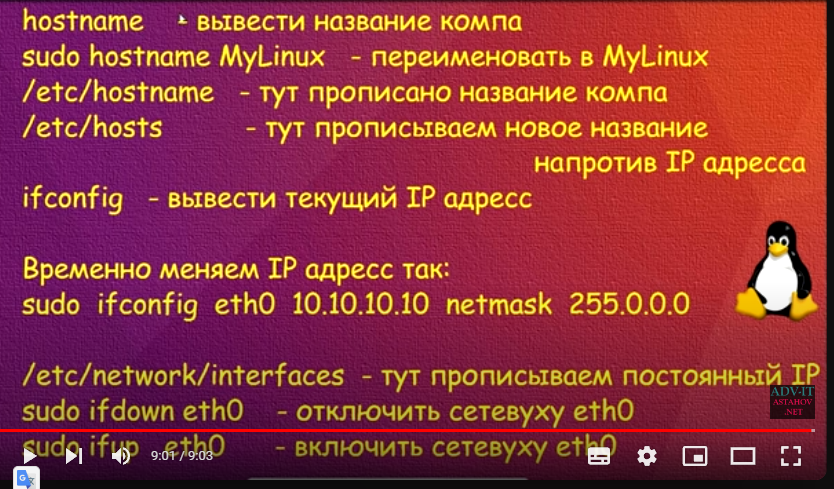 hostname - вывести название компа
sudo hostname MyLinux - переименовать в MyLinux
/etc/hostname - тут прописано название компа
/etc/hosts - тут прописываем новое название
напротив IP адресса
ifconfig - вывести текущий IP адресс
Временно меняем IP адресс так:
sudo ifconfig eth0 10.10.10.10 netmask 255.0.0.0
/etc/network/interfaces - тут прописываем постоянный IP
ADV-IT
ASTAHOV
.NET
sudo ifdown eth0 - отключить сетевуху eth0
sudo ifup eth0 - включить сетевуху eth0
9:01 / 9:03
G